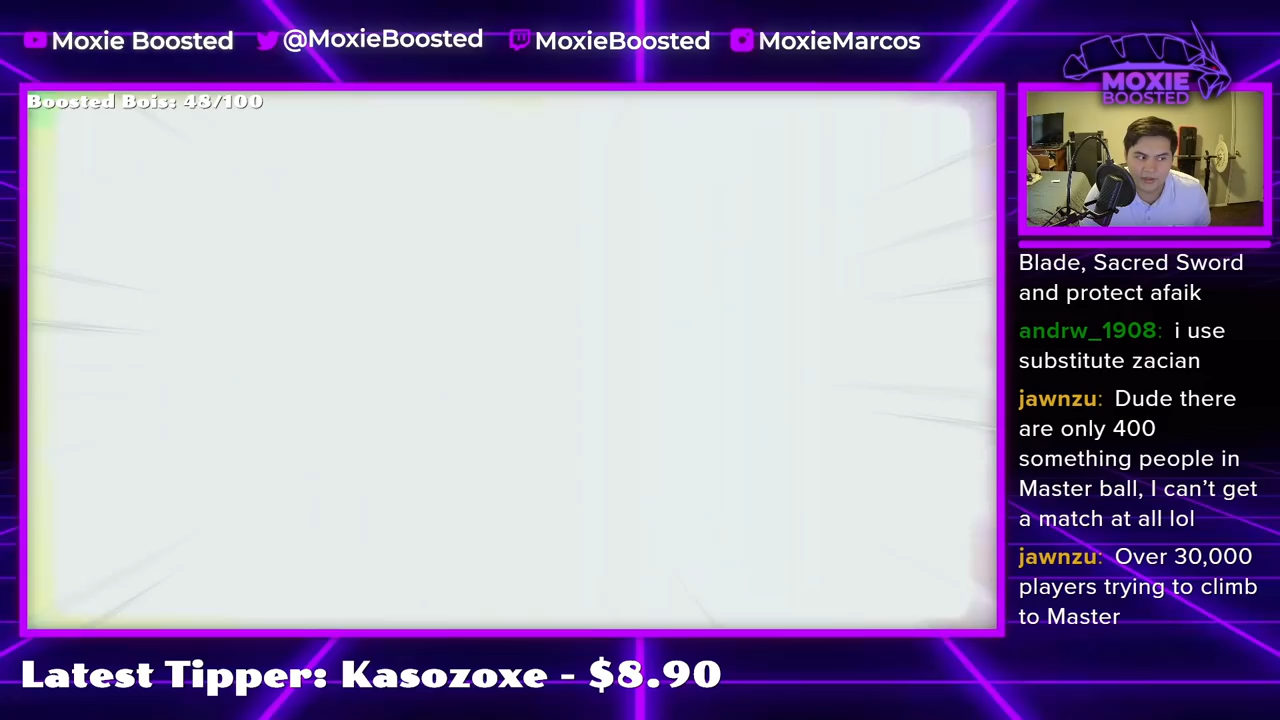 Moxie Boosted @MoxieBoosted MoxieBoosted MoxieMarcos
MOXIE
BOOSTED
Boosted Bois: 48/100
Blade, Sacred Sword
and protect afaik
andrw_1908: i use
substitute zacian
jawnzu: Dude there
are only 400
something people in
Master ball, I can’t get
a match at all lol
jawnzu: Over 30,000
players trying to climb
to Master
Latest Tipper: Kasozoxe - $8.90